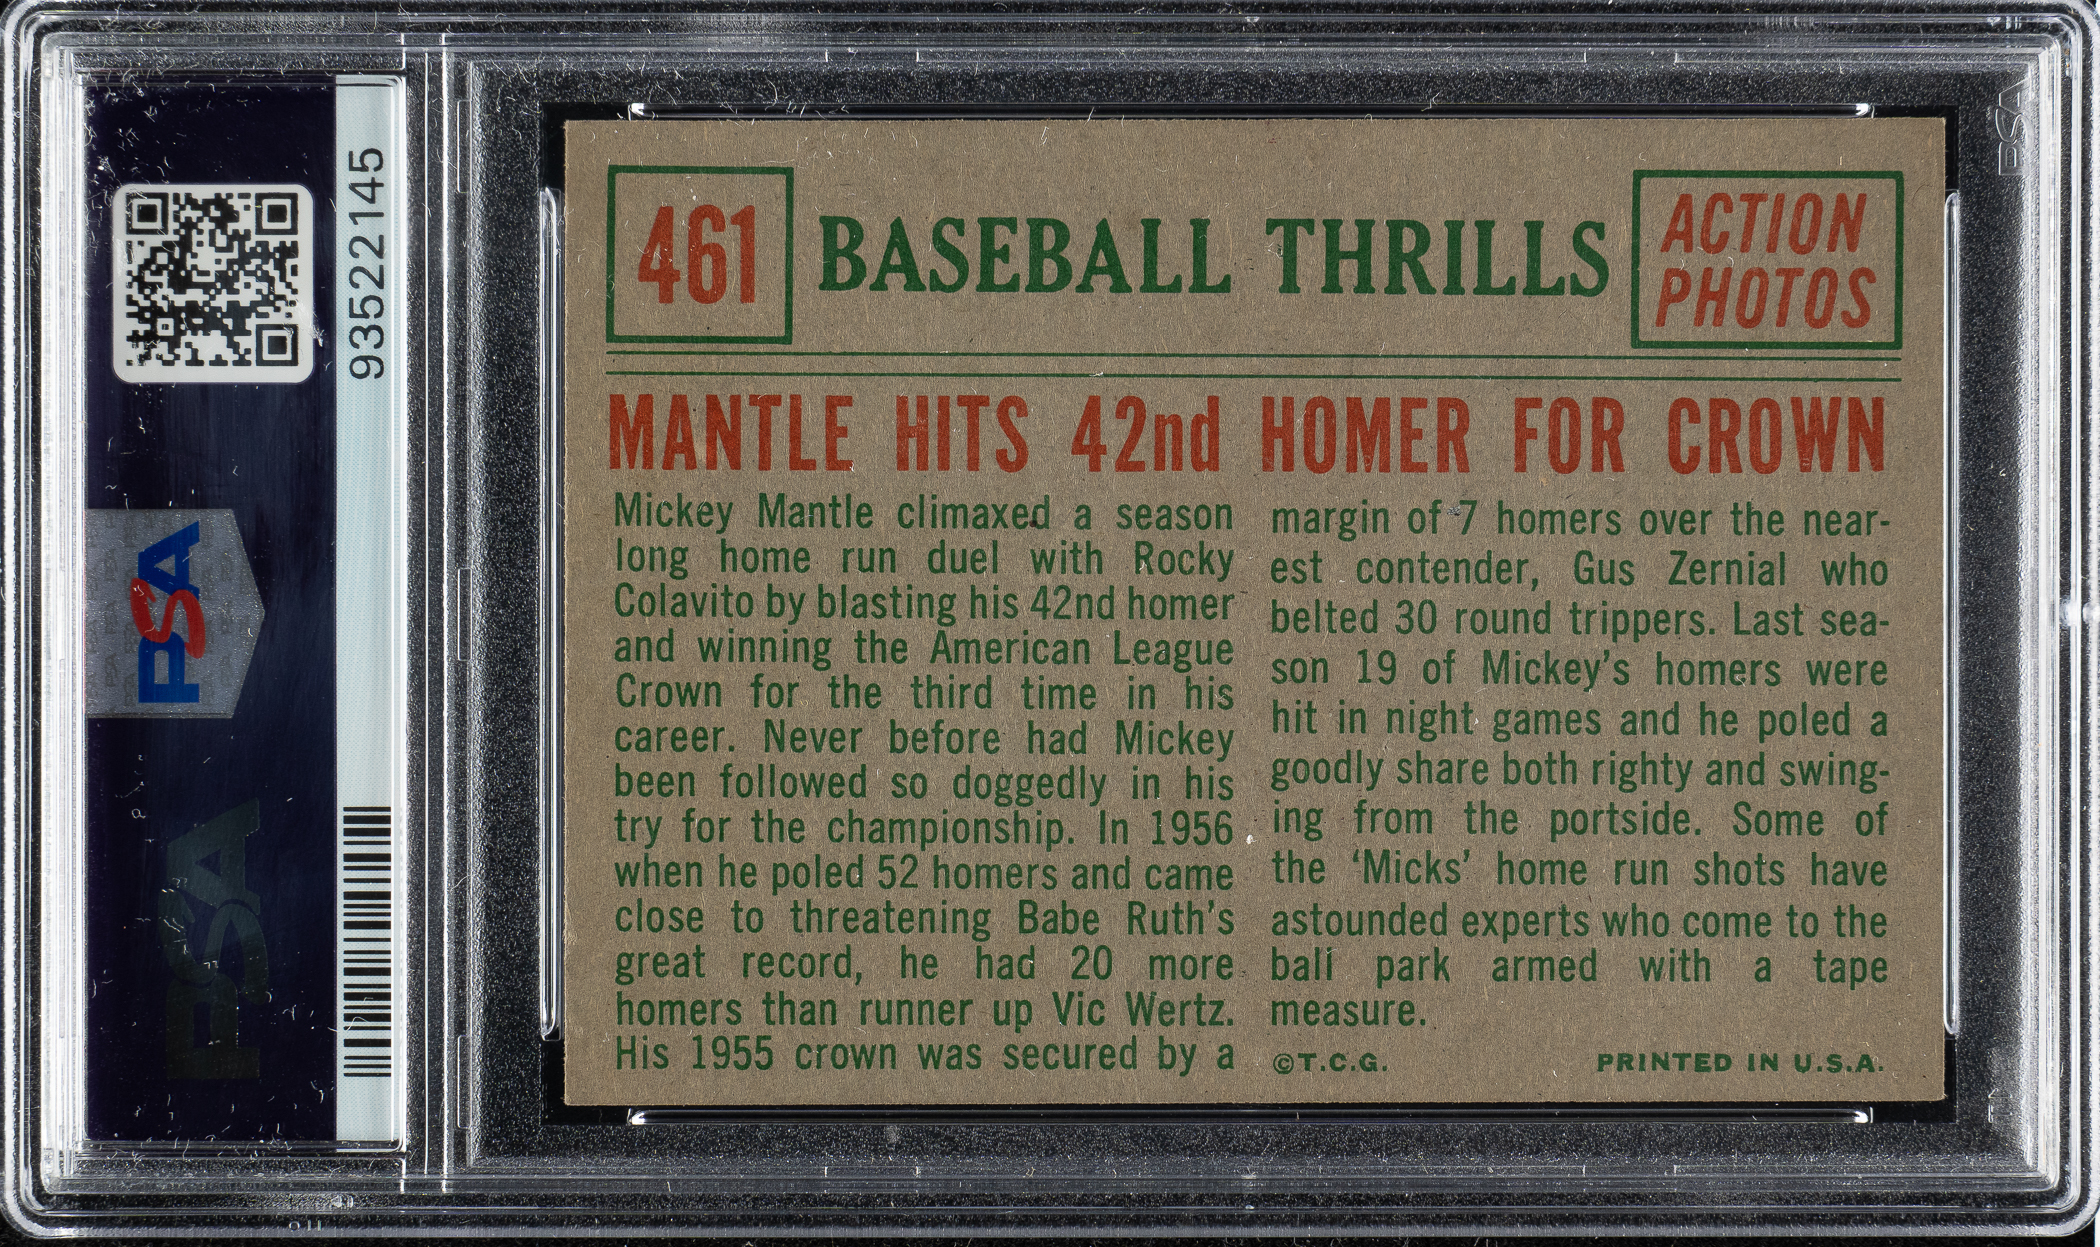 93522145
PSA
PSA
PSA
461
BASEBALL THRILLS
ACTION
PHOTOS
MANTLE HITS 42nd HOMER FOR CROWN
Mickey Mantle climaxed a season
long home run duel with Rocky
Colavito by blasting his 42nd homer
and winning the American League
Crown for the third time in his
career. Never before had Mickey
been followed so doggedly in his
try for the championship. In 1956
when he poled 52 homers and came
close to threatening Babe Ruth's
great record, he had 20 more
homers than runner up Vic Wertz.
His 1955 crown was secured by a
margin of 7 homers over the near-
est contender, Gus Zernial who
belted 30 round trippers. Last sea-
son 19 of Mickey's homers were
hit in night games and he poled a
goodly share both righty and swing-
ing from the portside. Some of
the 'Micks' home run shots have
astounded experts who come to the
ball park armed with a tape
measure.
©T.C.G.
PRINTED IN U.S.A.